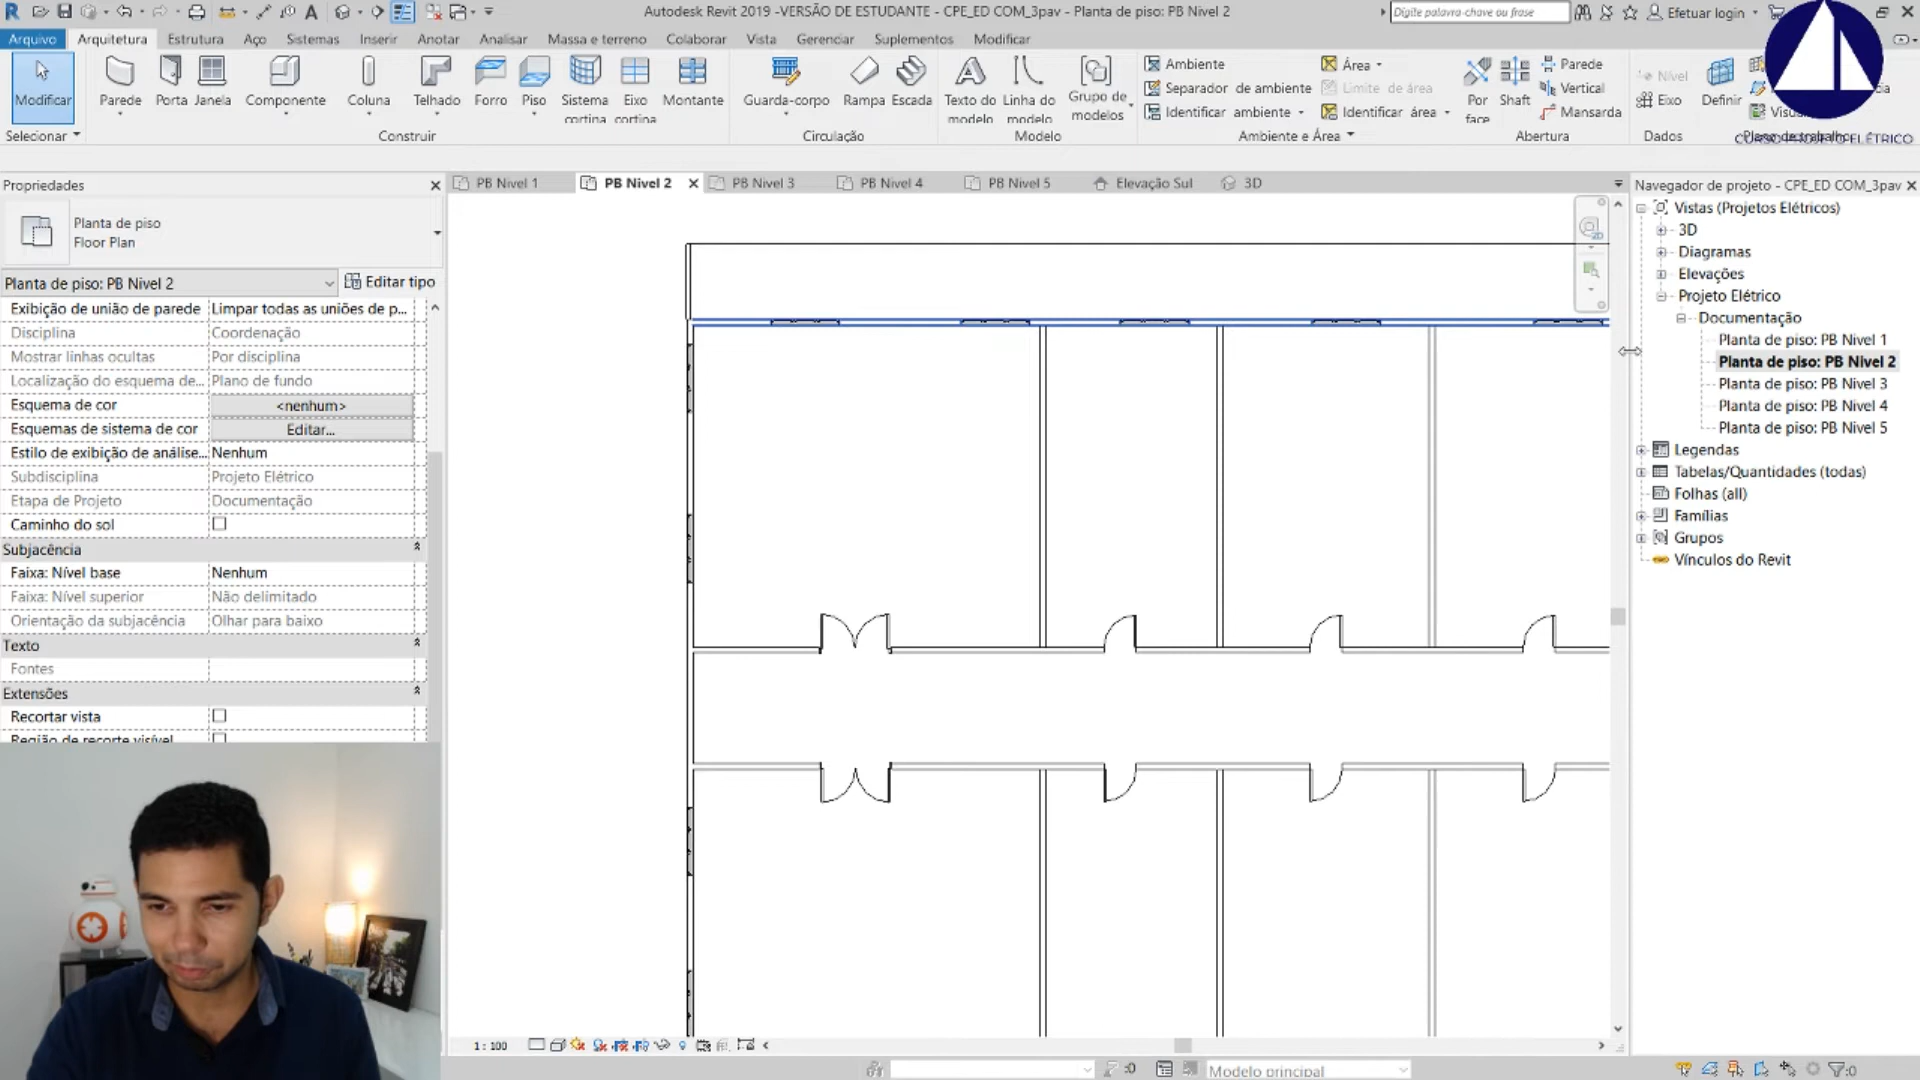 Autodesk Revit 2019 -VERSÃO DE ESTUDANTE - CPE_ED COM_3pav - Planta de piso: PB Nivel 2
Digite palavra-chave ou frase
Efetuar login
Arquivo Arquitetura Estrutura Aço Sistemas Inserir Anotar Analisar Massa e terreno Colaborar Vista Gerenciar Suplementos Modificar
Modificar
Parede
Porta
Janela
Componente
Coluna
Telhado
Forro
Piso
Sistema cortina
Eixo cortina
Montante
Guarda-corpo
Rampa
Escada
Texto do modelo
Linha do modelo
Grupo de modelos
Ambiente
Separador de ambiente
Identificar ambiente
Área
Limite de área
Identificar área
Por face
Shaft
Parede
Vertical
Mansarda
Nível
Eixo
Definir
Selecionar
Construir
Circulação
Modelo
Ambiente e Área
Abertura
Dados
CURSO PROJETO ELÉTRICO
Propriedades
Planta de piso
Floor Plan
Planta de piso: PB Nivel 2
Editar tipo
Exibição de união de parede Limpar todas as uniões de p...
Disciplina Coordenação
Mostrar linhas ocultas Por disciplina
Localização do esquema de... Plano de fundo
Esquema de cor <nenhum>
Esquemas de sistema de cor Editar...
Estilo de exibição de análise... Nenhum
Subdisciplina Projeto Elétrico
Etapa de Projeto Documentação
Caminho do sol
Subjacência
Faixa: Nível base Nenhum
Faixa: Nível superior Não delimitado
Orientação da subjacência Olhar para baixo
Texto
Fontes
Extensões
Recortar vista
Região de recorte visível
PB Nivel 1
PB Nivel 2
PB Nivel 3
PB Nivel 4
PB Nivel 5
Elevação Sul
3D
1 : 100
:0
Modelo principal
:0
Navegador de projeto - CPE_ED COM_3pav
Vistas (Projetos Elétricos)
3D
Diagramas
Elevações
Projeto Elétrico
Documentação
Planta de piso: PB Nivel 1
Planta de piso: PB Nivel 2
Planta de piso: PB Nivel 3
Planta de piso: PB Nivel 4
Planta de piso: PB Nivel 5
Legendas
Tabelas/Quantidades (todas)
Folhas (all)
Famílias
Grupos
Vínculos do Revit